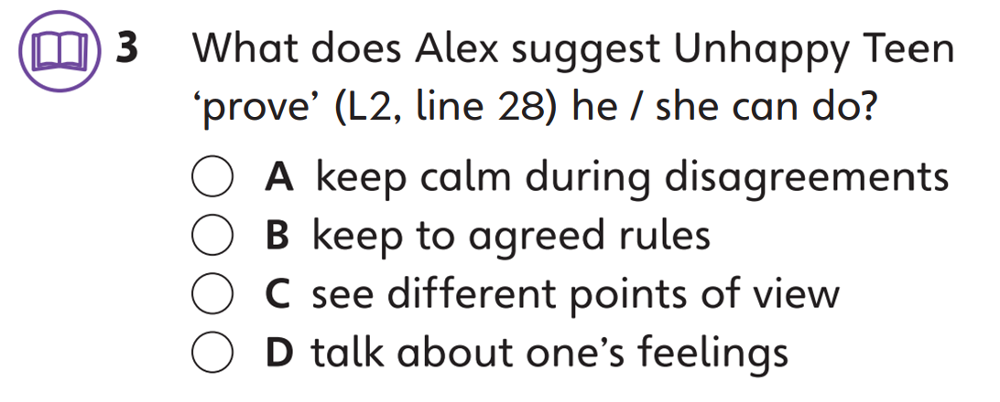 3 What does Alex suggest Unhappy Teen
‘prove’ (L2, line 28) he / she can do?
A keep calm during disagreements
B keep to agreed rules
C see different points of view
D talk about one’s feelings